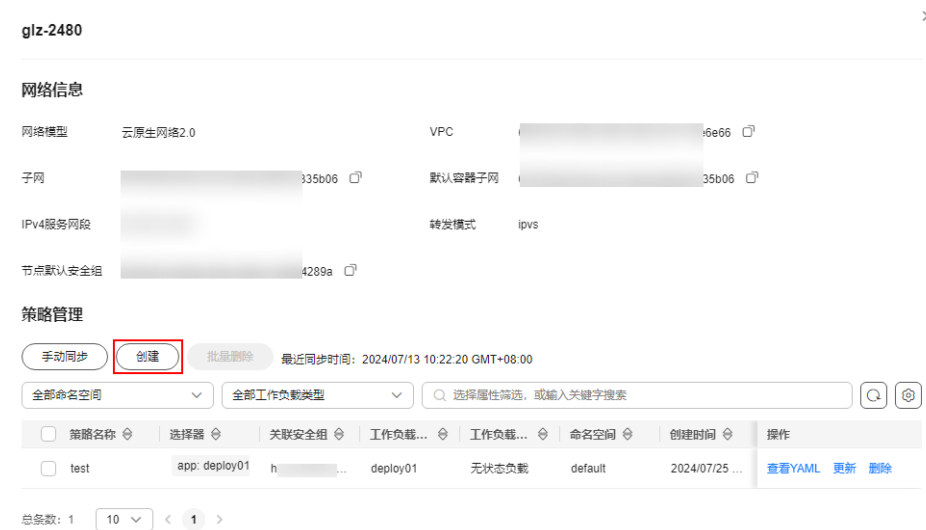 glz-2480
网络信息
网络模型 云原生网络2.0 VPC e6e66
子网 335b06 默认容器子网 35b06
IPv4服务网段 转发模式 ipvs
节点默认安全组 4289a
策略管理
手动同步 创建 批量删除 最近同步时间：2024/07/13 10:22:20 GMT+08:00
全部命名空间 全部工作负载类型 选择属性筛选，或输入关键字搜索
策略名称 选择器 关联安全组 工作负载... 工作负载... 命名空间 创建时间 操作
test app: deploy01 h ... deploy01 无状态负载 default 2024/07/25 ... 查看YAML 更新 删除
总条数：1 10 < 1 >